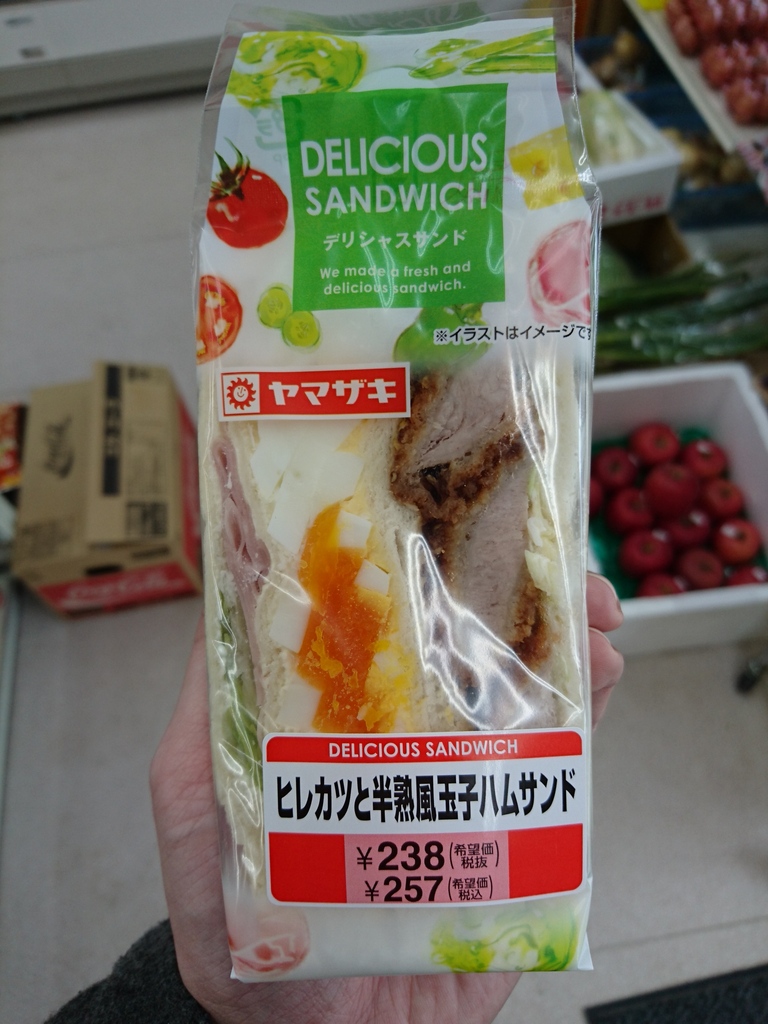 DELICIOUS
SANDWICH
デリシャスサンド
We made a fresh and
delicious sandwich.
※イラストはイメージです
ヤマザキ
DELICIOUS SANDWICH
ヒレカツと半熟風玉子ハムサンド
¥238(希望価税抜)
¥257(希望価税込)